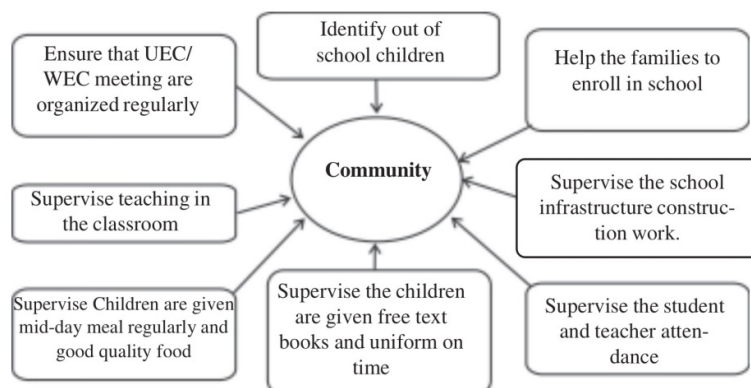 Identify out of
school children
Ensure that UEC/
WEC meeting are
organized regularly
Help the families to
enroll in school
Community
Supervise teaching in
the classroom
Supervise the school
infrastructure construc-
tion work.
Supervise Children are given
mid-day meal regularly and
good quality food
Supervise the children
are given free text
books and uniform on
time
Supervise the student
and teacher atten-
dance